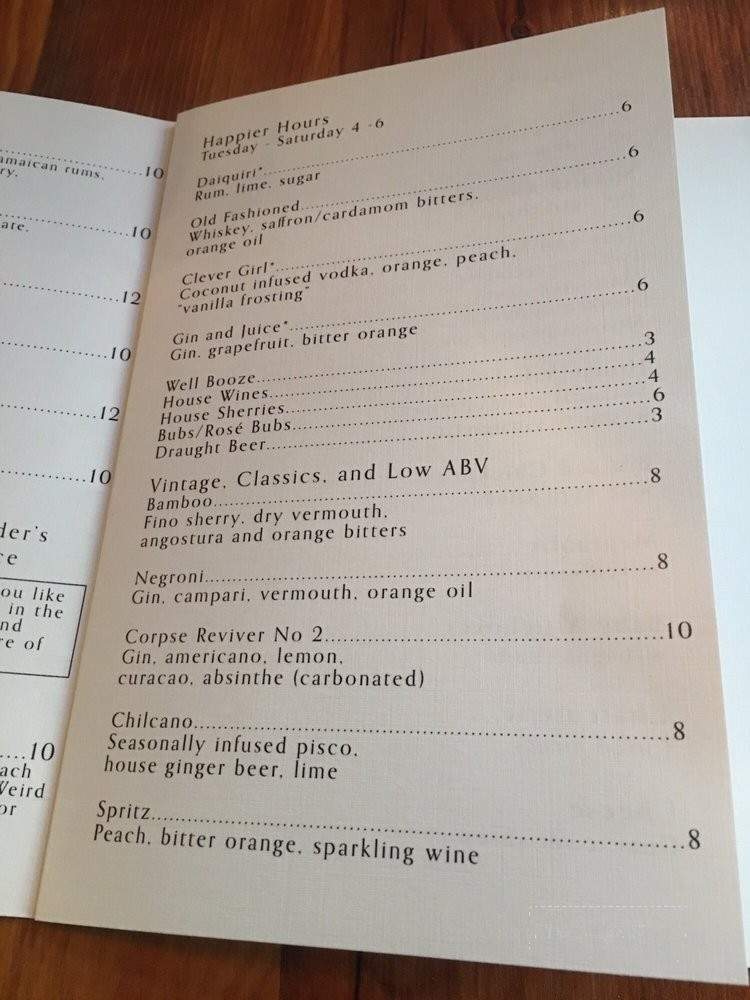 10
amaican rums,
ry.
10
ate,
12
10
12
10
der's
ce
ou like
in the
nd
re of
10
ach
Weird
or
Happier Hours
Tuesday - Saturday 4 -6
Daiquiri*..........6
Rum, lime, sugar
Old Fashioned..........6
Whiskey, saffron/cardamom bitters,
orange oil
Clever Girl*..........6
Coconut infused vodka, orange, peach,
"vanilla frosting"
Gin and Juice*..........6
Gin, grapefruit, bitter orange
Well Booze..........3
House Wines..........4
House Sherries..........4
Bubs/Rosé Bubs..........6
Draught Beer..........3
Vintage, Classics, and Low ABV
Bamboo..........8
Fino sherry, dry vermouth,
angostura and orange bitters
Negroni..........8
Gin, campari, vermouth, orange oil
Corpse Reviver No 2..........10
Gin, americano, lemon,
curacao, absinthe (carbonated)
Chilcano..........8
Seasonally infused pisco,
house ginger beer, lime
Spritz..........8
Peach, bitter orange, sparkling wine